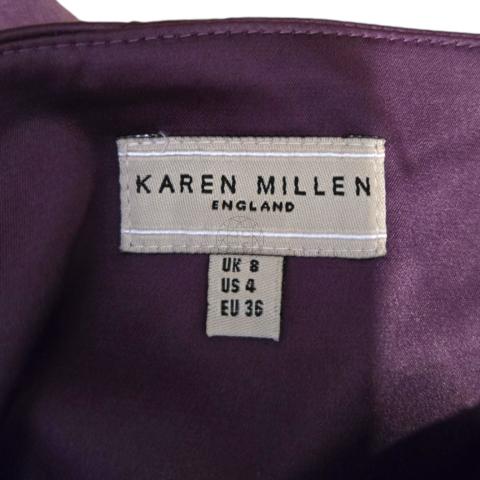 KAREN MILLEN
ENGLAND
UK 8
US 4
EU 36